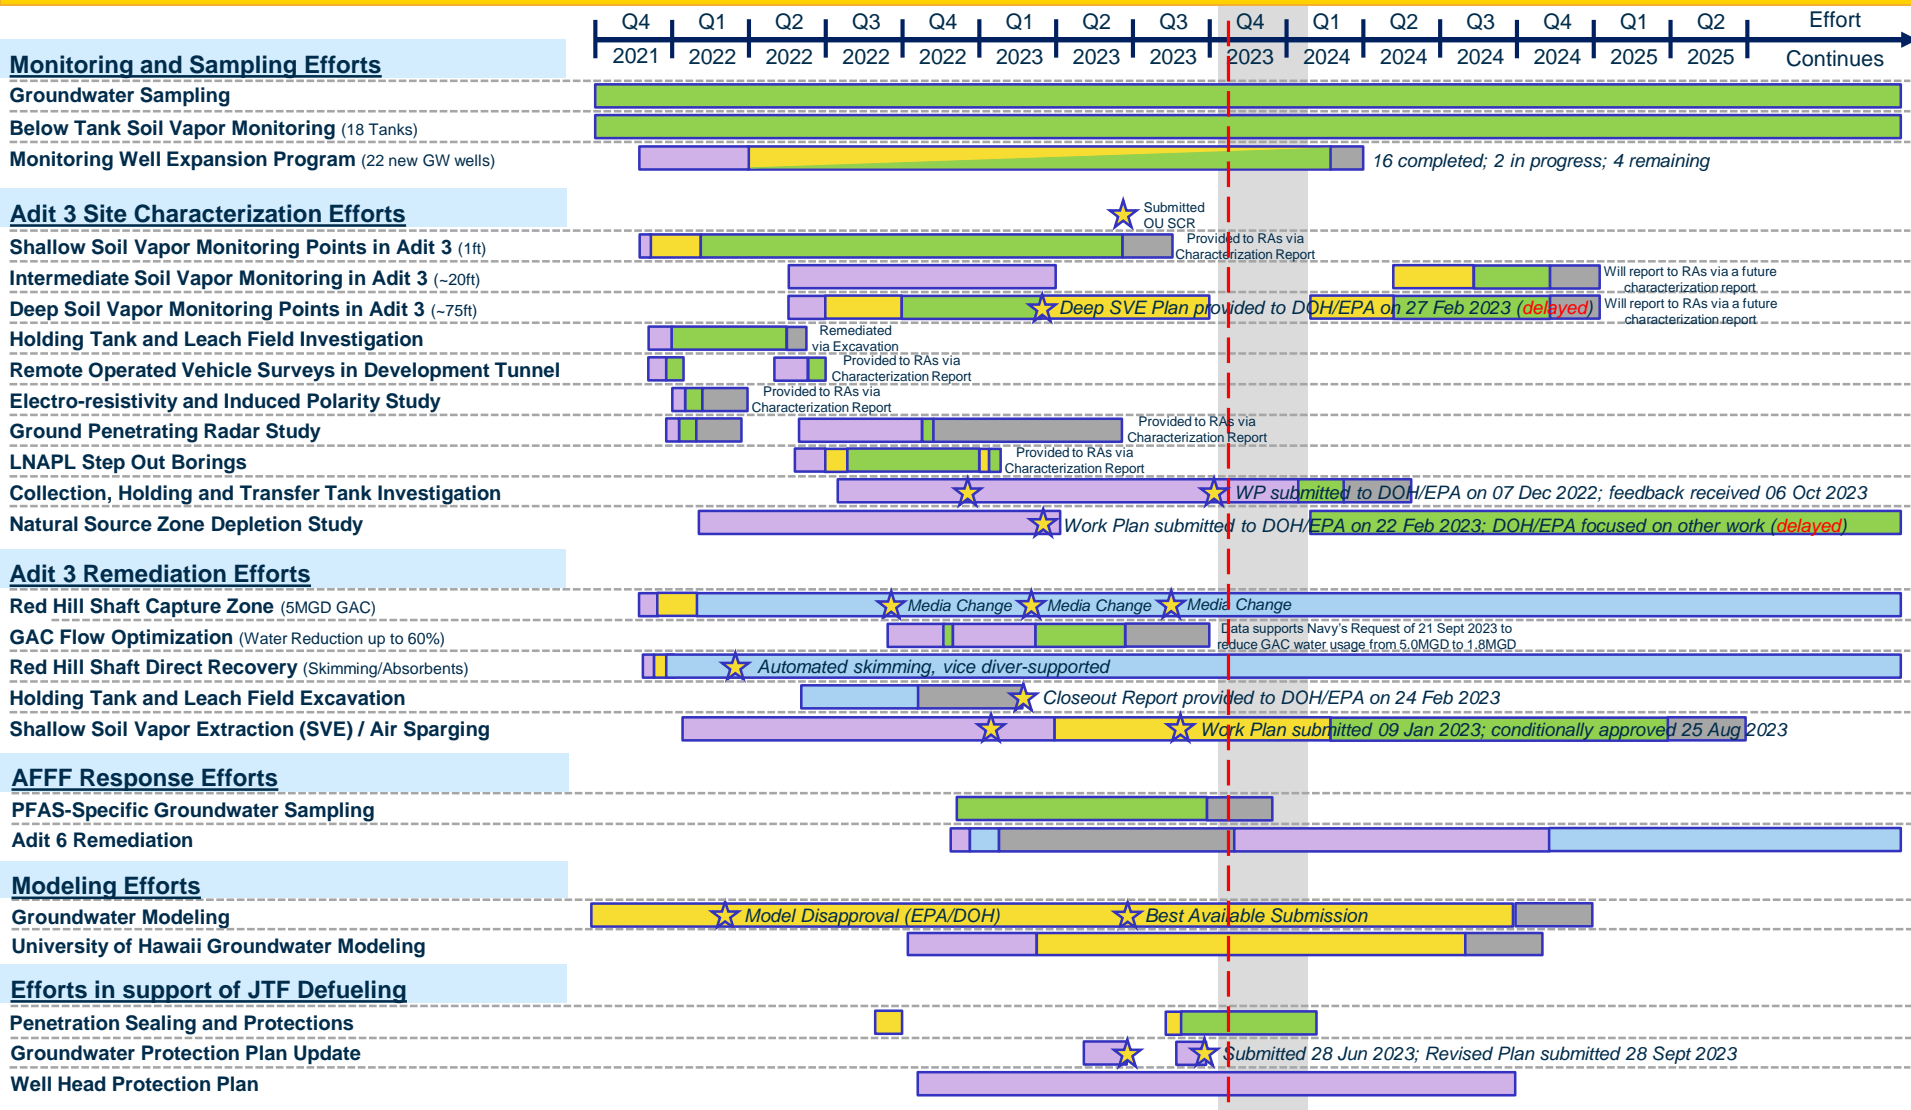 Q4 Q1 Q2 Q3 Q4 Q1 Q2 Q3 Q4 Q1 Q2 Q3 Q4 Q1 Q2 Effort
2021 2022 2022 2022 2022 2023 2023 2023 2023 2024 2024 2024 2024 2025 2025 Continues
Monitoring and Sampling Efforts
Groundwater Sampling
Below Tank Soil Vapor Monitoring (18 Tanks)
Monitoring Well Expansion Program (22 new GW wells) 16 completed; 2 in progress; 4 remaining
Adit 3 Site Characterization Efforts
Submitted
OU SCR
Shallow Soil Vapor Monitoring Points in Adit 3 (1ft)
Provided to RAs via
Characterization Report
Intermediate Soil Vapor Monitoring in Adit 3 (~20ft)
Will report to RAs via a future
characterization report
Deep Soil Vapor Monitoring Points in Adit 3 (~75ft) Deep SVE Plan provided to DOH/EPA on 27 Feb 2023 (delayed)
Will report to RAs via a future
characterization report
Holding Tank and Leach Field Investigation
Remediated
via Excavation
Remote Operated Vehicle Surveys in Development Tunnel
Provided to RAs via
Characterization Report
Electro-resistivity and Induced Polarity Study
Provided to RAs via
Characterization Report
Ground Penetrating Radar Study
Provided to RAs via
Characterization Report
LNAPL Step Out Borings
Provided to RAs via
Characterization Report
Collection, Holding and Transfer Tank Investigation WP submitted to DOH/EPA on 07 Dec 2022; feedback received 06 Oct 2023
Natural Source Zone Depletion Study Work Plan submitted to DOH/EPA on 22 Feb 2023; DOH/EPA focused on other work (delayed)
Adit 3 Remediation Efforts
Red Hill Shaft Capture Zone (5MGD GAC) Media Change Media Change Media Change
GAC Flow Optimization (Water Reduction up to 60%)
Data supports Navy's Request of 21 Sept 2023 to
reduce GAC water usage from 5.0MGD to 1.8MGD
Red Hill Shaft Direct Recovery (Skimming/Absorbents) Automated skimming, vice diver-supported
Holding Tank and Leach Field Excavation Closeout Report provided to DOH/EPA on 24 Feb 2023
Shallow Soil Vapor Extraction (SVE) / Air Sparging Work Plan submitted 09 Jan 2023; conditionally approved 25 Aug 2023
AFFF Response Efforts
PFAS-Specific Groundwater Sampling
Adit 6 Remediation
Modeling Efforts
Groundwater Modeling Model Disapproval (EPA/DOH) Best Available Submission
University of Hawaii Groundwater Modeling
Efforts in support of JTF Defueling
Penetration Sealing and Protections
Groundwater Protection Plan Update Submitted 28 Jun 2023; Revised Plan submitted 28 Sept 2023
Well Head Protection Plan